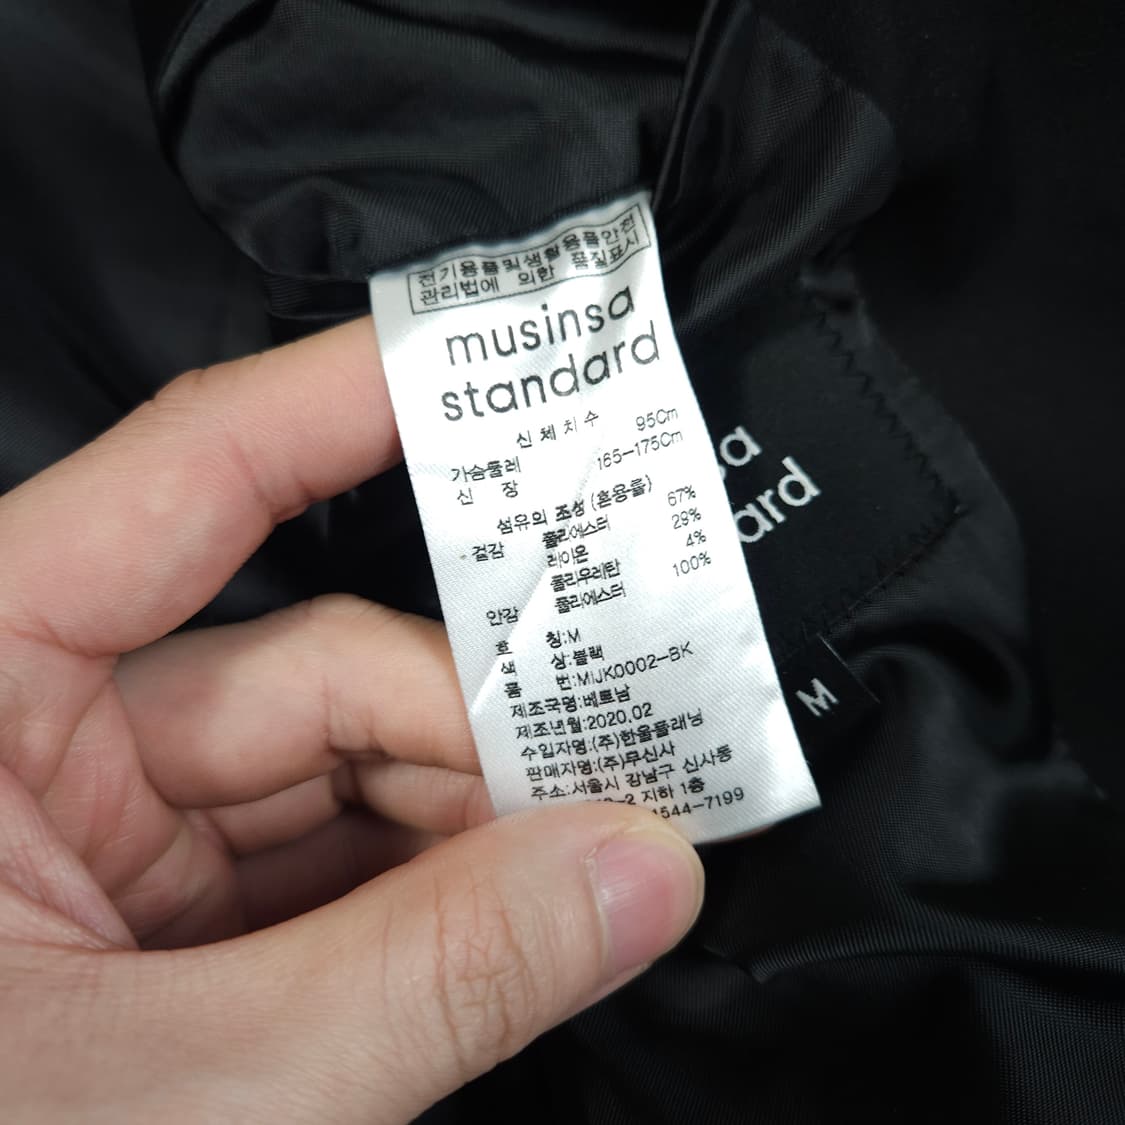 전기용품및생활용품안전
관리법에 의한 품질표시
musinsa
standard
신체치수
가슴둘레 95Cm
신 장 165-175Cm
섬유의 조성 (혼용률)
겉감 폴리에스터 67%
레이온 29%
폴리우레탄 4%
안감 폴리에스터 100%
호 칭:M
색 상:블랙
품 번:MIJK0002-BK
제조국명:베트남
제조년월:2020.02
수입자명:(주)한울플래닝
판매자명:(주)무신사
주소:서울시 강남구 신사동
-2 지하 1층
1544-7199
sa
ard
M